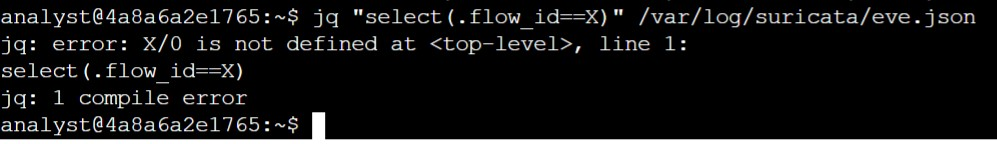 analyst@4a8a6a2e1765:~$ jq "select(.flow_id==X)" /var/log/suricata/eve.json
jq: error: X/0 is not defined at <top-level>, line 1:
select(.flow_id==X)
jq: 1 compile error
analyst@4a8a6a2e1765:~$